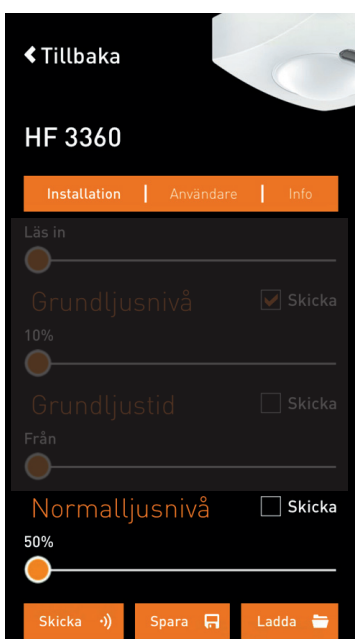 Tillbaka
HF 3360
Installation Användare Info
Läs in
Grundljusnivå Skicka
10%
Grundljustid Skicka
Från
Normalljusnivå Skicka
50%
Skicka Spara Ladda